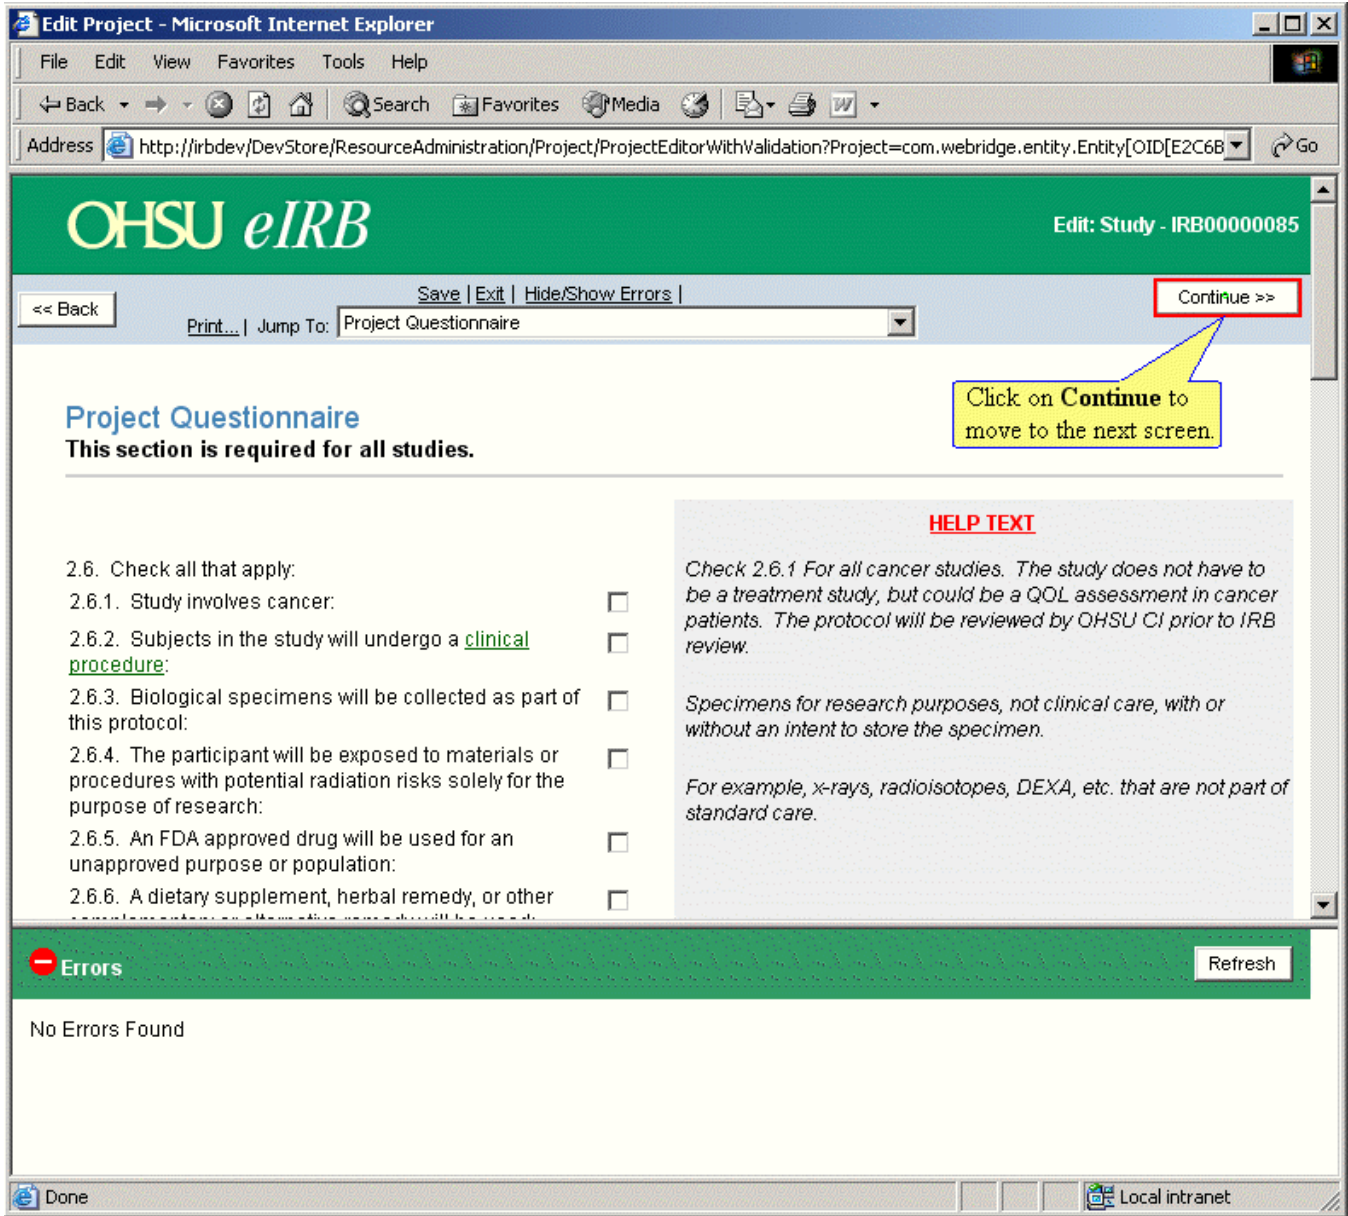 Edit Project - Microsoft Internet Explorer
File Edit View Favorites Tools Help
Back Search Favorites Media
Address http://irbdev/DevStore/ResourceAdministration/Project/ProjectEditorWithValidation?Project=com.webridge.entity.Entity[OID[E2C6B Go
OHSU eIRB
Edit: Study - IRB00000085
<< Back
Save | Exit | Hide/Show Errors |
Print... | Jump To: Project Questionnaire
Continue >>
Click on Continue to
move to the next screen.
Project Questionnaire
This section is required for all studies.
2.6. Check all that apply:
2.6.1. Study involves cancer:
2.6.2. Subjects in the study will undergo a clinical
procedure:
2.6.3. Biological specimens will be collected as part of
this protocol:
2.6.4. The participant will be exposed to materials or
procedures with potential radiation risks solely for the
purpose of research:
2.6.5. An FDA approved drug will be used for an
unapproved purpose or population:
2.6.6. A dietary supplement, herbal remedy, or other
complementary or alternative remedy will be used:
HELP TEXT
Check 2.6.1 For all cancer studies. The study does not have to
be a treatment study, but could be a QOL assessment in cancer
patients. The protocol will be reviewed by OHSU CI prior to IRB
review.
Specimens for research purposes, not clinical care, with or
without an intent to store the specimen.
For example, x-rays, radioisotopes, DEXA, etc. that are not part of
standard care.
Errors
Refresh
No Errors Found
Done
Local intranet